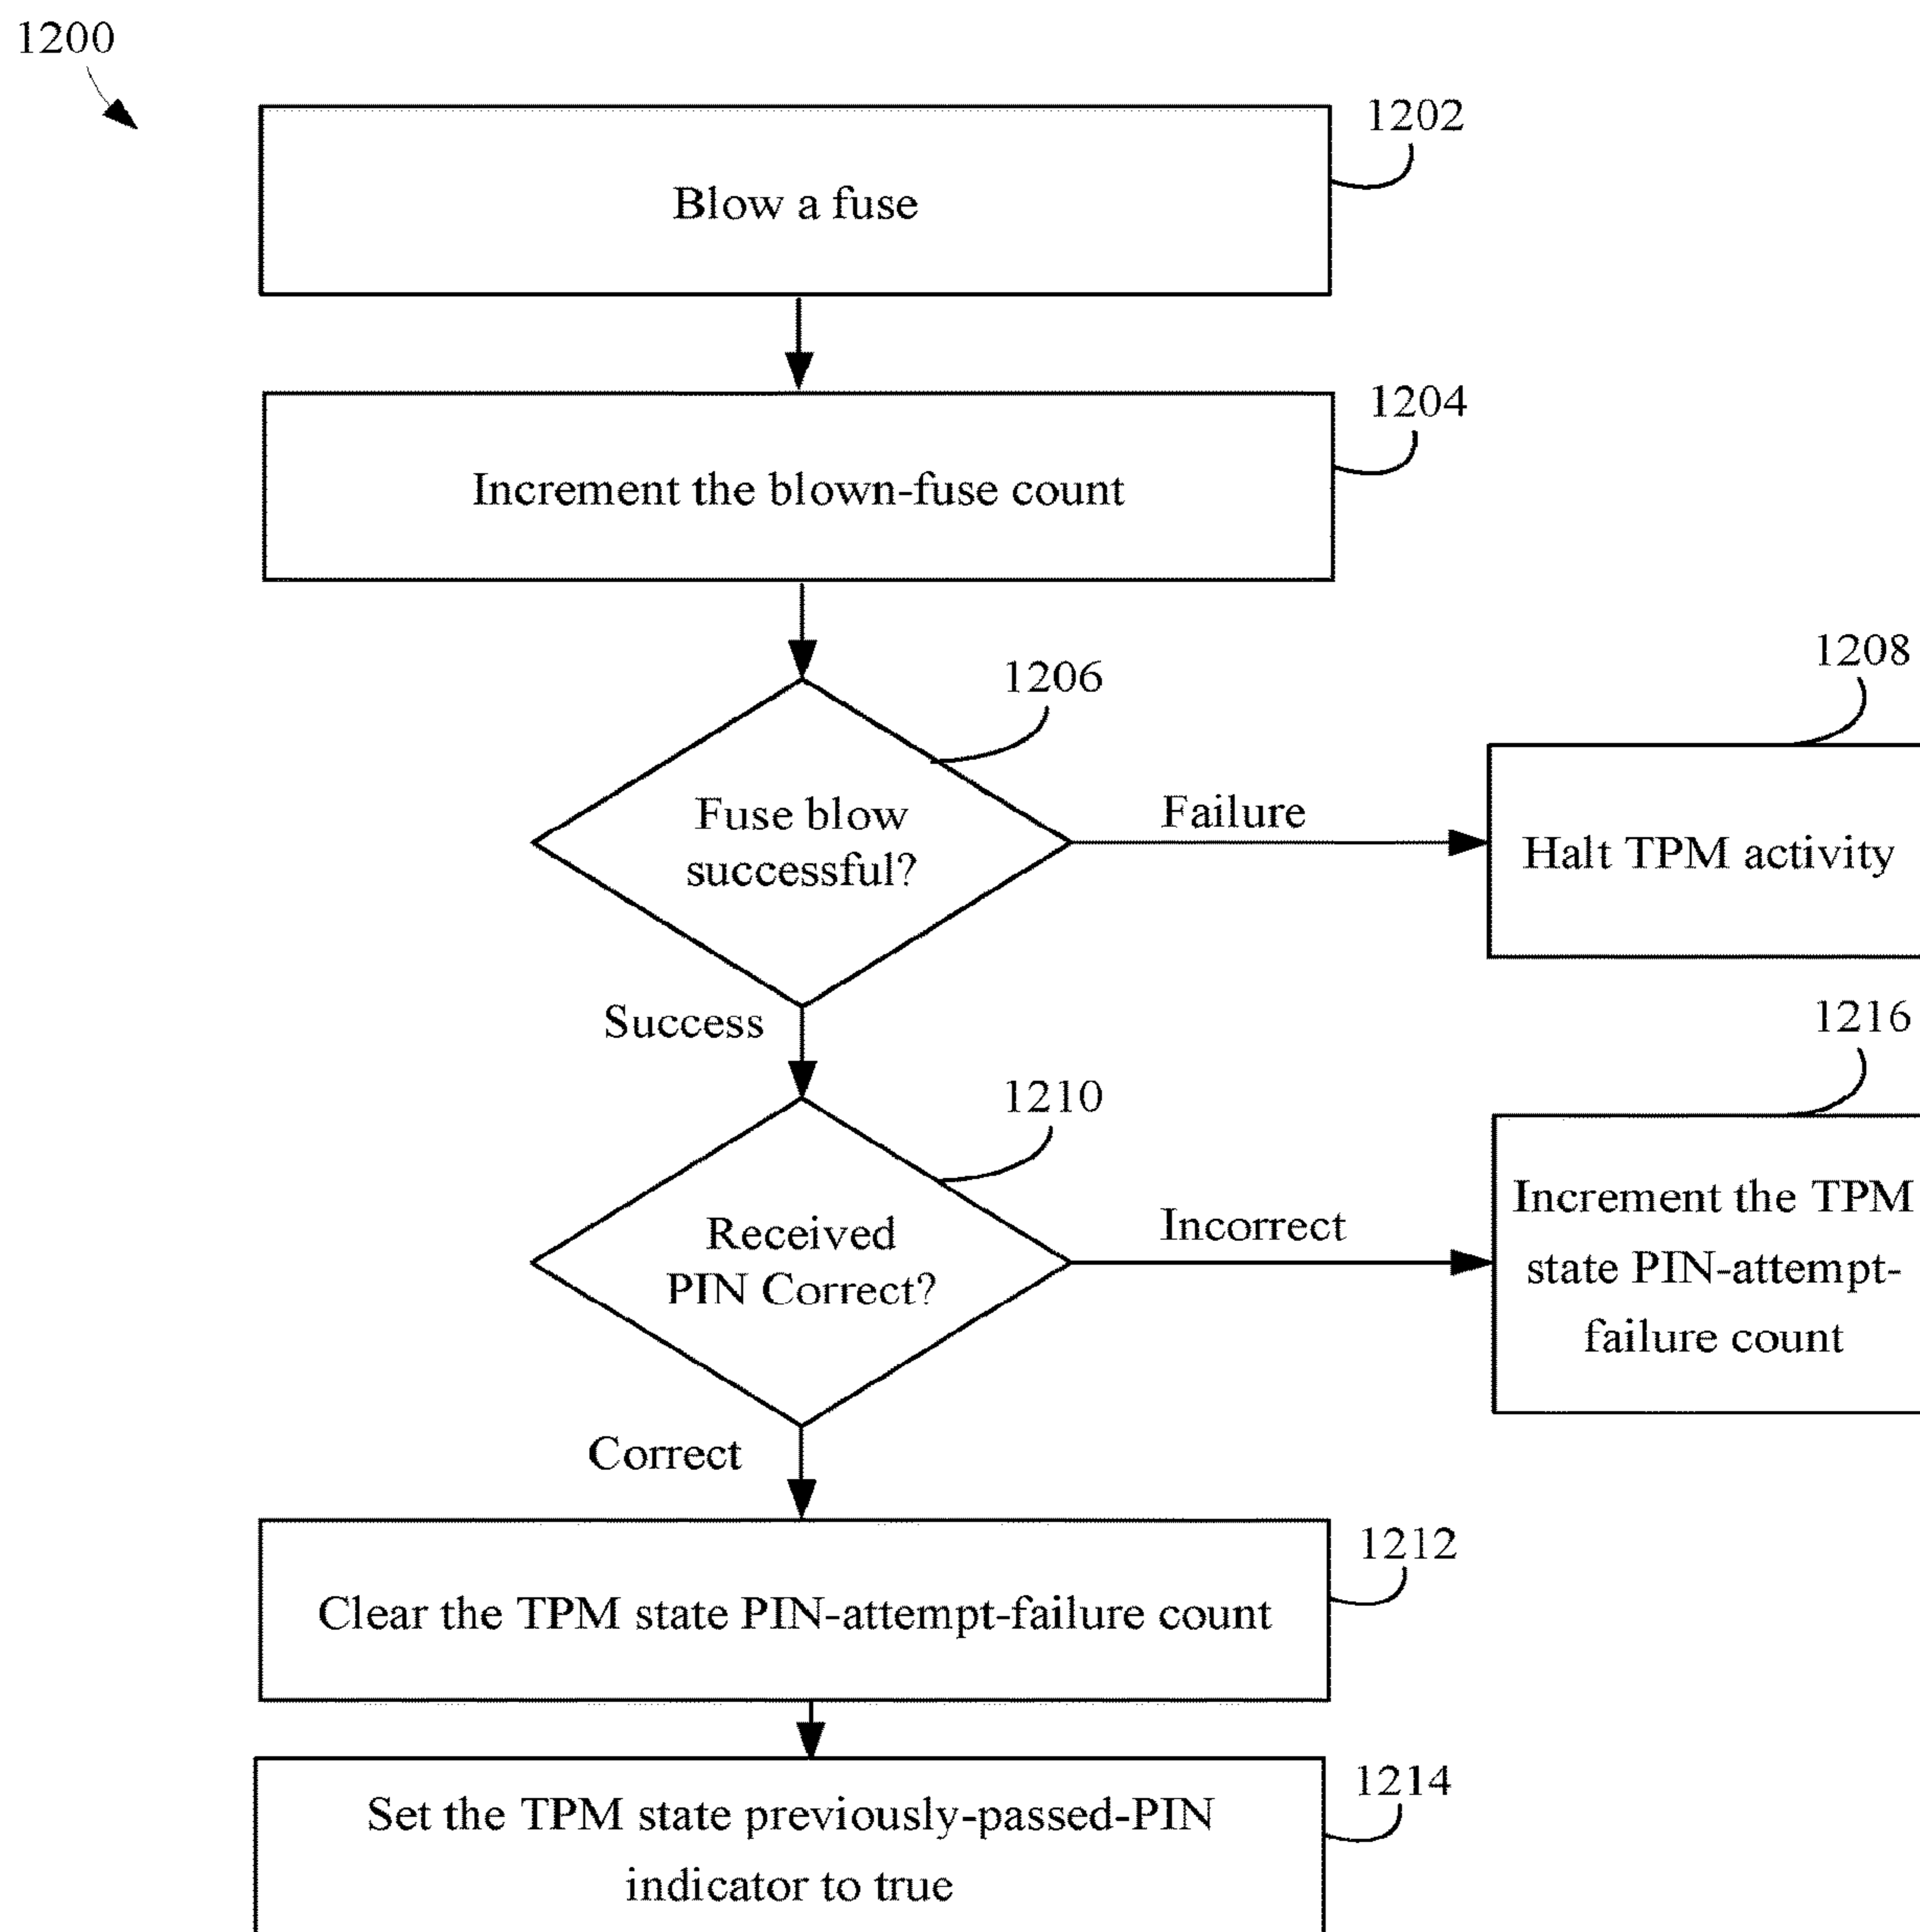 1200
1202
Blow a fuse
1204
Increment the blown-fuse count
1206
Fuse blow
successful?
Failure
1208
Halt TPM activity
Success
1210
Received
PIN Correct?
Incorrect
1216
Increment the TPM
state PIN-attempt-
failure count
Correct
1212
Clear the TPM state PIN-attempt-failure count
1214
Set the TPM state previously-passed-PIN
indicator to true